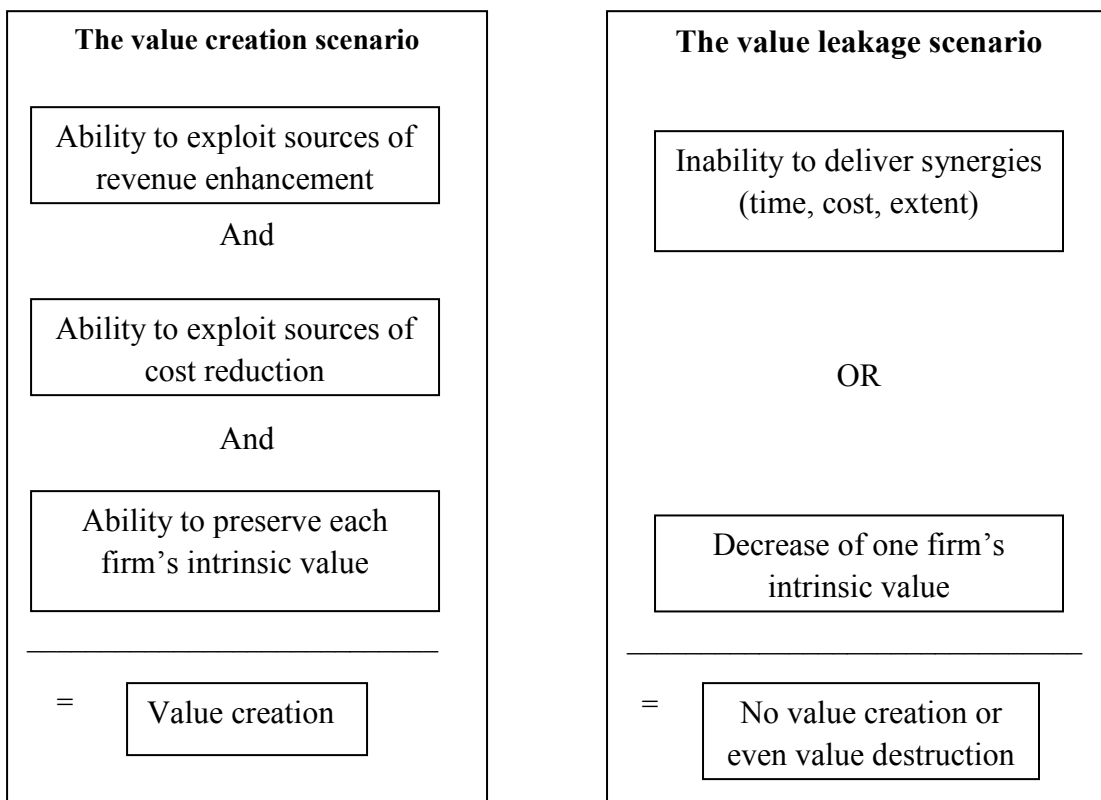 The value creation scenario
Ability to exploit sources of
revenue enhancement
And
Ability to exploit sources of
cost reduction
And
Ability to preserve each
firm’s intrinsic value
=
Value creation
The value leakage scenario
Inability to deliver synergies
(time, cost, extent)
OR
Decrease of one firm’s
intrinsic value
=
No value creation or
even value destruction